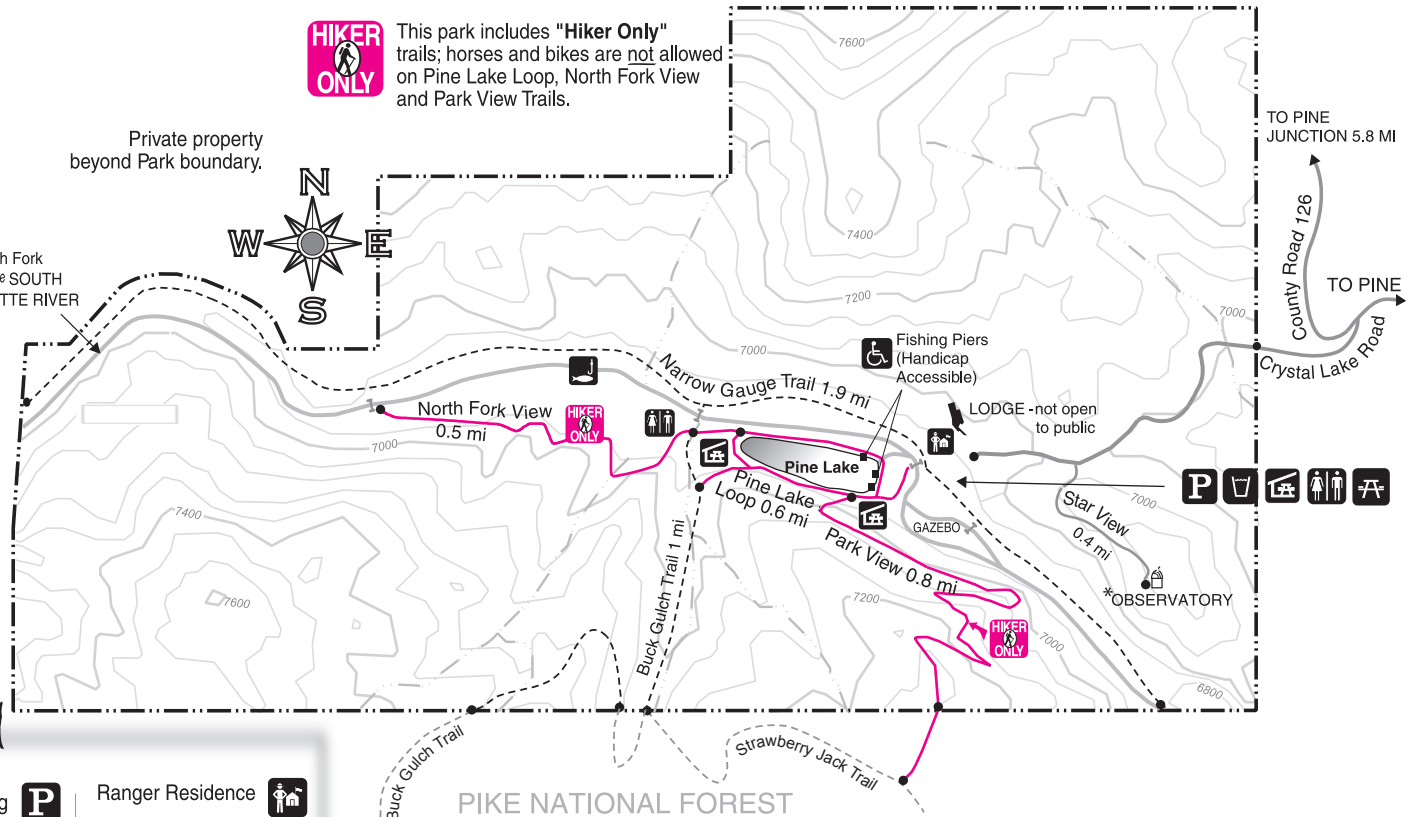 HIKER
ONLY
This park includes "Hiker Only"
trails; horses and bikes are not allowed
on Pine Lake Loop, North Fork View
and Park View Trails.
Private property
beyond Park boundary.
N
W E
S
h Fork
SOUTH
TTE RIVER
7600
7400
7200
7000
TO PINE
JUNCTION 5.8 MI
County Road 126
TO PINE
Crystal Lake Road
7000
Fishing Piers
(Handicap
Accessible)
Narrow Gauge Trail 1.9 mi
LODGE - not open
to public
North Fork View
0.5 mi
HIKER
ONLY
7000
Pine Lake
Pine Lake
Loop 0.6 mi
P
Star View
0.4 mi
7000
GAZEBO
Park View 0.8 mi
*OBSERVATORY
7400
7600
Buck Gulch Trail 1 mi
7200
HIKER
ONLY
7000
6800
Buck Gulch Trail
Strawberry Jack Trail
PIKE NATIONAL FOREST
g P
Ranger Residence